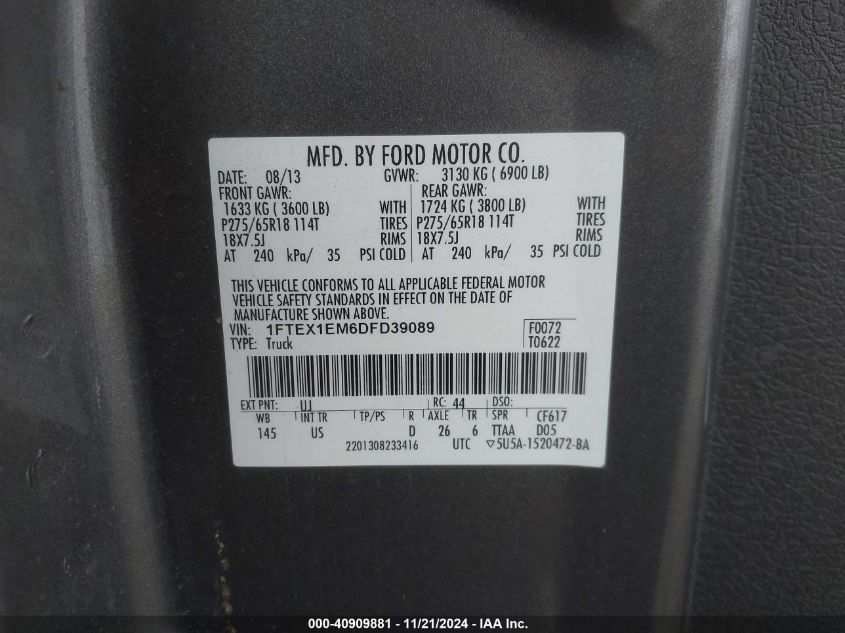 MFD. BY FORD MOTOR CO.
DATE: 08/13 GVWR: 3130 KG ( 6900 LB)
FRONT GAWR: REAR GAWR:
1633 KG ( 3600 LB) WITH 1724 KG ( 3800 LB) WITH
P275/65R18 114T TIRES P275/65R18 114T TIRES
18X7.5J RIMS 18X7.5J RIMS
AT 240 kPa/ 35 PSI COLD AT 240 kPa/ 35 PSI COLD
THIS VEHICLE CONFORMS TO ALL APPLICABLE FEDERAL MOTOR
VEHICLE SAFETY STANDARDS IN EFFECT ON THE DATE OF
MANUFACTURE SHOWN ABOVE.
VIN: 1FTEX1EM6DFD39089 F0072
TYPE: Truck T0622
EXT PNT: UJ RC: 44 DSO:
WB INT TR TP/PS R AXLE TR SPR CF617
145 US D 26 6 TTAA D05
2201308233416 UTC ▽5U5A-1520472-BA
000-40909881 - 11/21/2024 - IAA Inc.